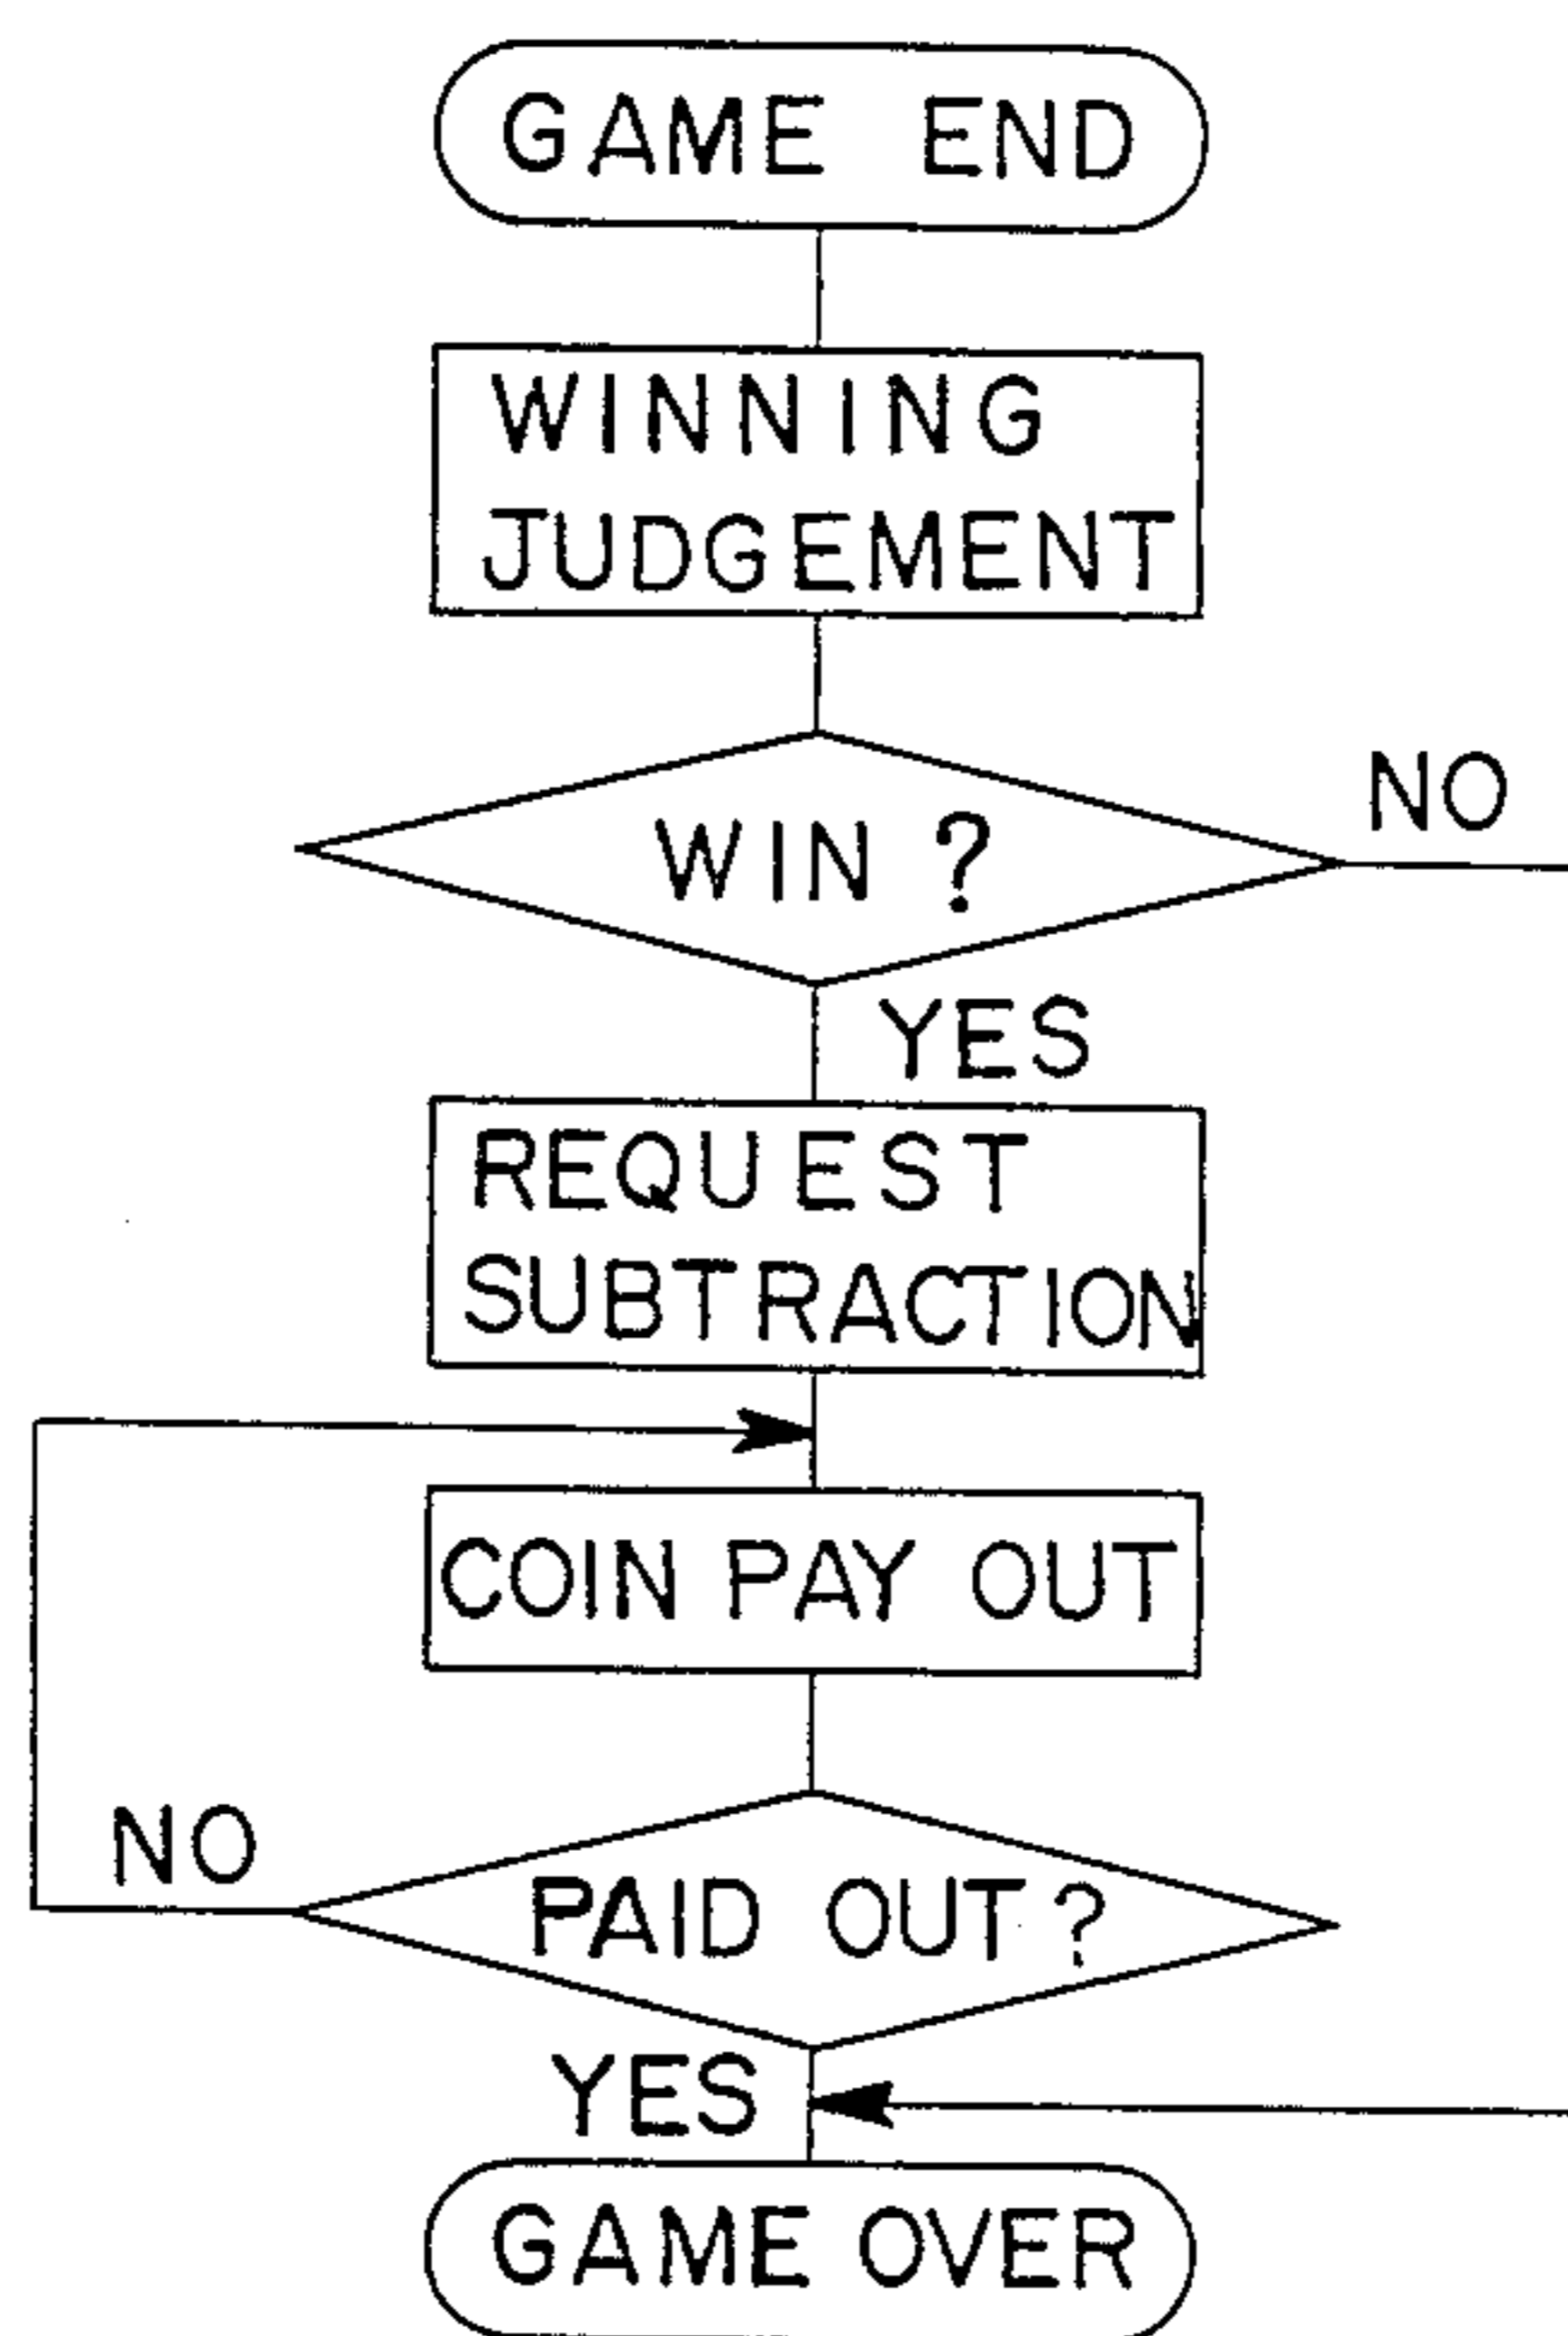 GAME END
WINNING
JUDGEMENT
WIN ?
NO
YES
REQUEST
SUBTRACTION
COIN PAY OUT
NO
PAID OUT ?
YES
GAME OVER